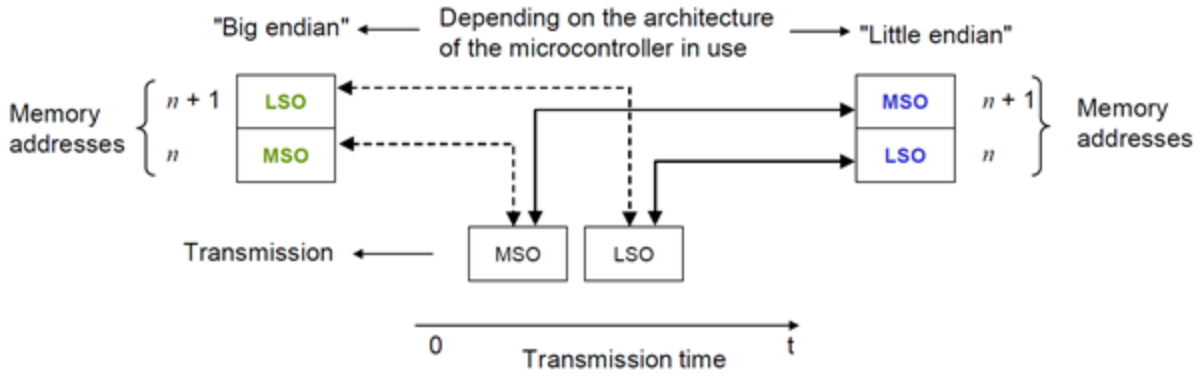 "Big endian"
Depending on the architecture
of the microcontroller in use
"Little endian"
Memory
addresses
n + 1
n
LSO
MSO
MSO
LSO
n + 1
n
Memory
addresses
Transmission
MSO
LSO
0
Transmission time
t